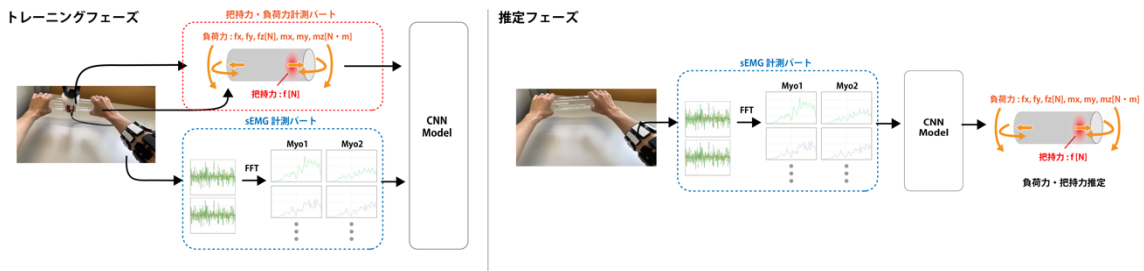 トレーニングフェーズ
把持力・負荷力計測パート
負荷力 : fx, fy, fz[N], mx, my, mz[N・m]
把持力 : f [N]
sEMG 計測パート
FFT
Myo1
Myo2
CNN
Model
推定フェーズ
sEMG 計測パート
FFT
Myo1
Myo2
CNN
Model
負荷力 : fx, fy, fz[N], mx, my, mz[N・m]
把持力 : f [N]
負荷力・把持力推定